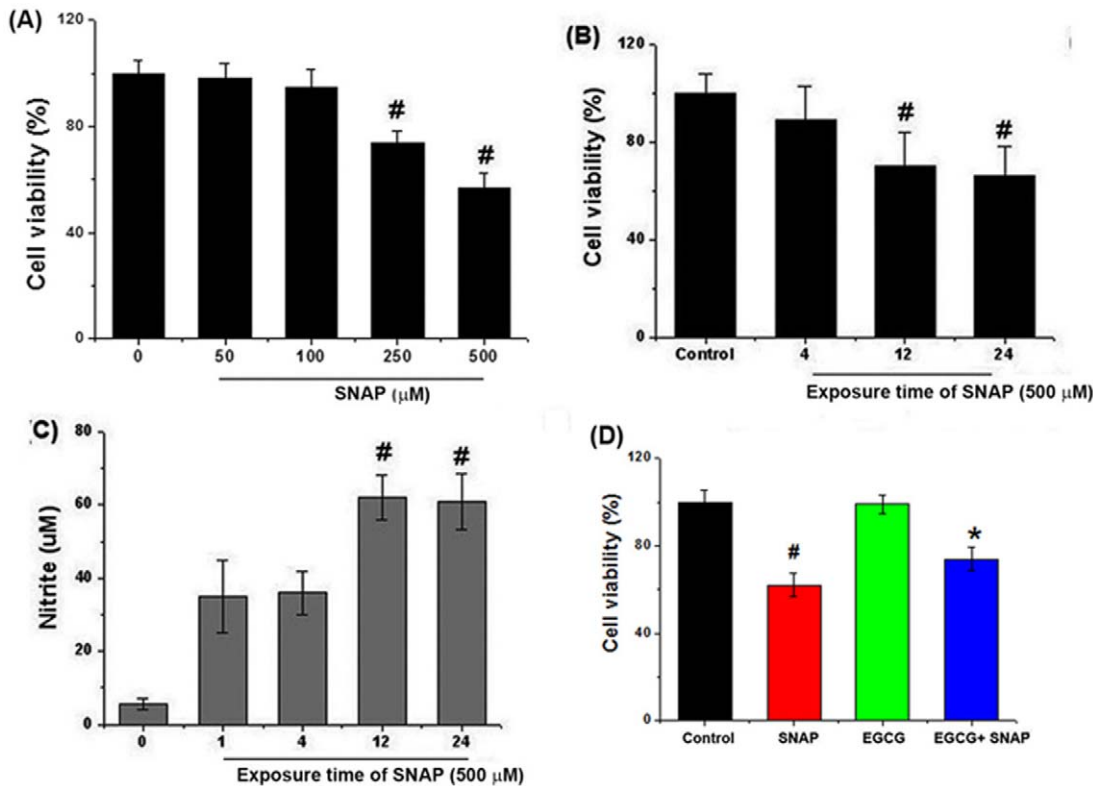 (A)
Cell viability (%)
120
80
40
0
#
#
0 50 100 250 500
SNAP (μM)
(B)
Cell viability (%)
120
80
40
0
#
#
Control 4 12 24
Exposure time of SNAP (500 μM)
C)
Nitrite (uM)
80
60
40
20
0
#
#
0 1 4 12 24
Exposure time of SNAP (500 μM)
(D)
Cell viability (%)
120
80
40
0
#
*
Control SNAP EGCG EGCG+ SNAP